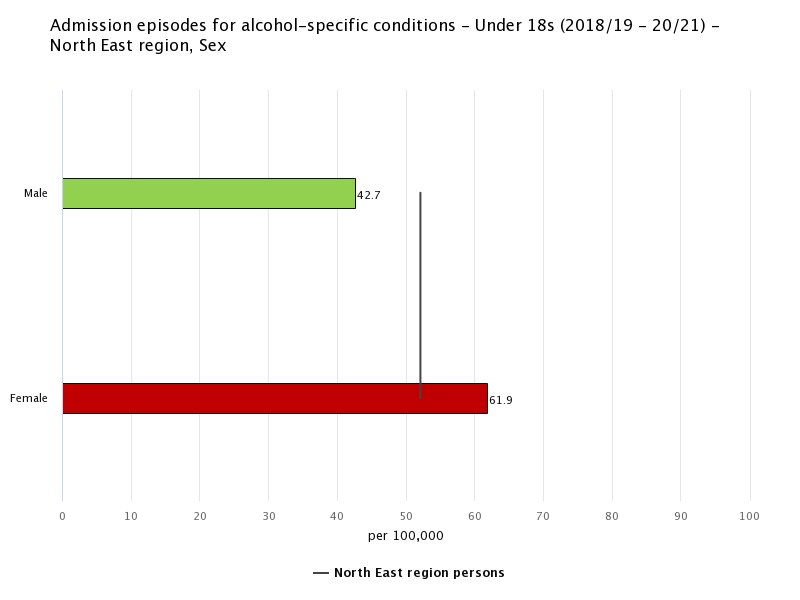 Admission episodes for alcohol-specific conditions - Under 18s (2018/19 - 20/21) -
North East region, Sex
Male
42.7
Female
61.9
0 10 20 30 40 50 60 70 80 90 100
per 100,000
North East region persons